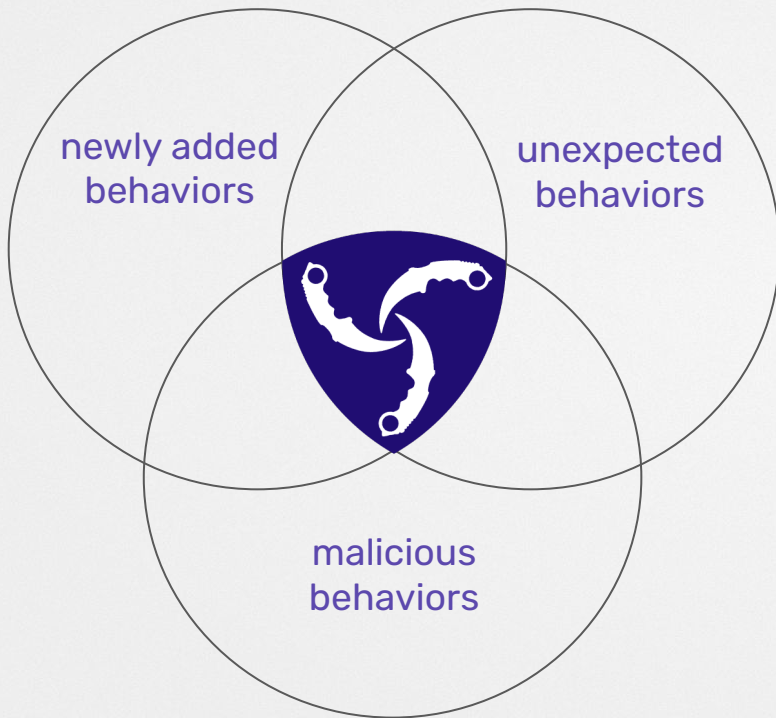 newly added
behaviors
unexpected
behaviors
malicious
behaviors